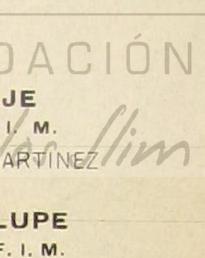 DACIÓN
JE
I. M.
ARTINEZ
LUPE
F. I. M.